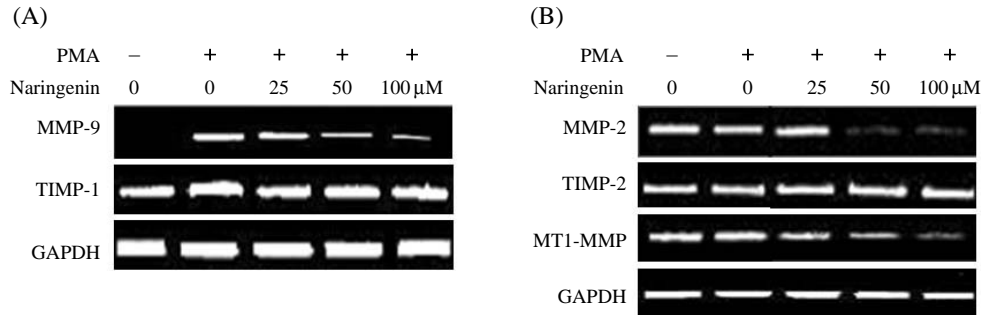 (A)
PMA – + + + +
Naringenin 0 0 25 50 100 μM
MMP-9
TIMP-1
GAPDH
(B)
PMA – + + + +
Naringenin 0 0 25 50 100 μM
MMP-2
TIMP-2
MT1-MMP
GAPDH